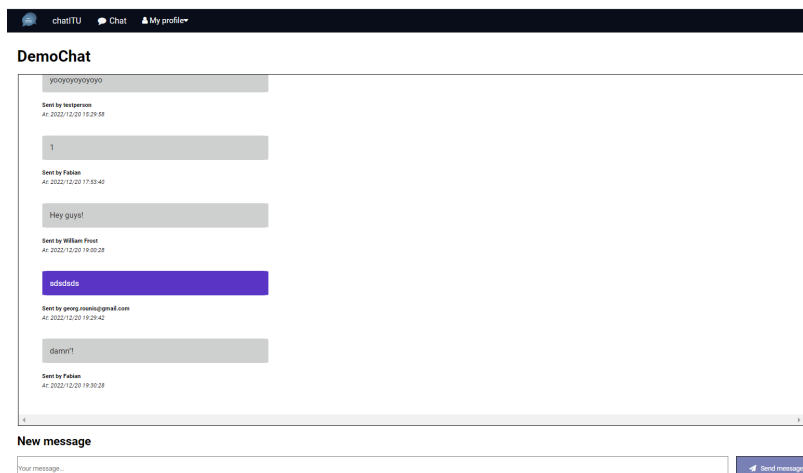 chatITU Chat My profile
DemoChat
yooyoyoyoyoyo
Sent by testperson
At: 2022/12/20 15:29:58
1
Sent by Fabian
At: 2022/12/20 17:53:40
Hey guys!
Sent by William Frost
At: 2022/12/20 19:00:28
sdsdsds
Sent by georg.rounis@gmail.com
At: 2022/12/20 19:29:42
damn"!
Sent by Fabian
At: 2022/12/20 19:30:28
New message
Your message...
Send message